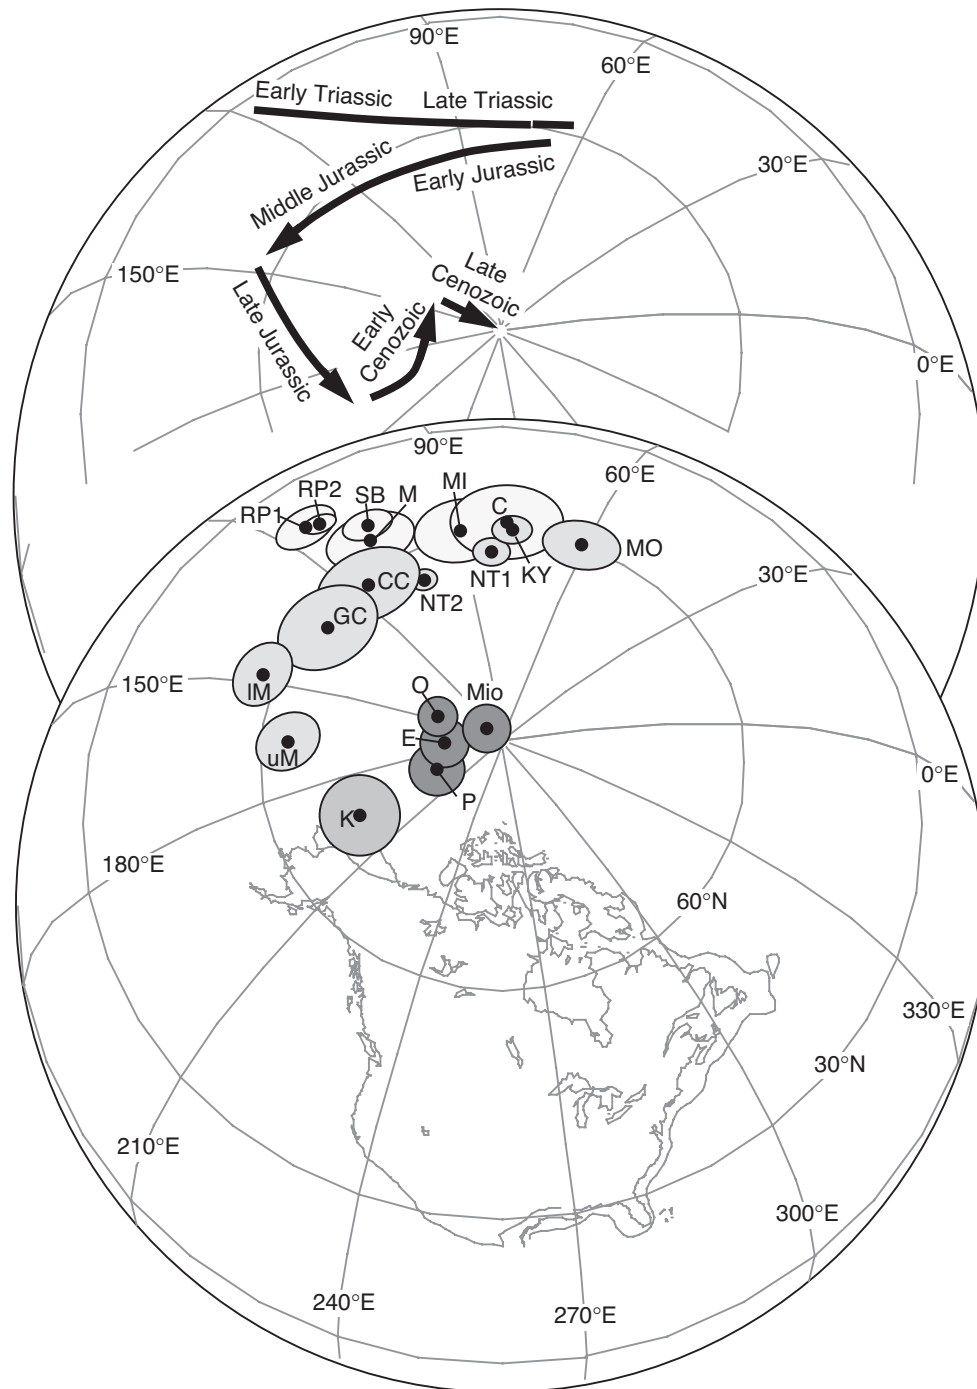 90°E
60°E
Early Triassic
Late Triassic
Middle Jurassic
Early Jurassic
30°E
150°E
Late
Cenozoic
Late Jurassic
Early
Cenozoic
0°E
90°E
60°E
RP2
RP1
SB
M
MI
C
MO
KY
NT1
NT2
CC
GC
30°E
150°E
lM
O
Mio
uM
E
P
K
0°E
180°E
60°N
330°E
30°N
210°E
300°E
240°E
270°E